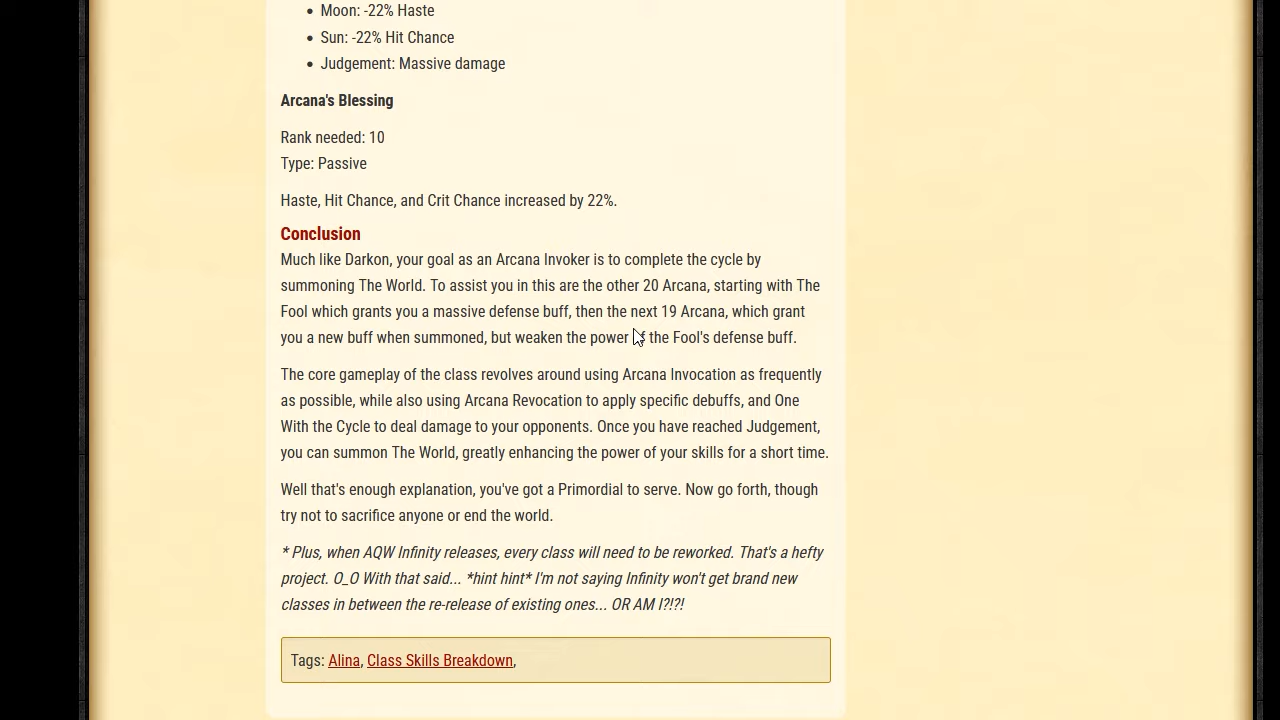 Moon: -22% Haste
Sun: -22% Hit Chance
Judgement: Massive damage
Arcana's Blessing
Rank needed: 10
Type: Passive
Haste, Hit Chance, and Crit Chance increased by 22%.
Conclusion
Much like Darkon, your goal as an Arcana Invoker is to complete the cycle by
summoning The World. To assist you in this are the other 20 Arcana, starting with The
Fool which grants you a massive defense buff, then the next 19 Arcana, which grant
you a new buff when summoned, but weaken the power of the Fool's defense buff.
The core gameplay of the class revolves around using Arcana Invocation as frequently
as possible, while also using Arcana Revocation to apply specific debuffs, and One
With the Cycle to deal damage to your opponents. Once you have reached Judgement,
you can summon The World, greatly enhancing the power of your skills for a short time.
Well that's enough explanation, you've got a Primordial to serve. Now go forth, though
try not to sacrifice anyone or end the world.
* Plus, when AQW Infinity releases, every class will need to be reworked. That's a hefty
project. O_O With that said... *hint hint* I'm not saying Infinity won't get brand new
classes in between the re-release of existing ones... OR AM I?!?!
Tags: Alina, Class Skills Breakdown,